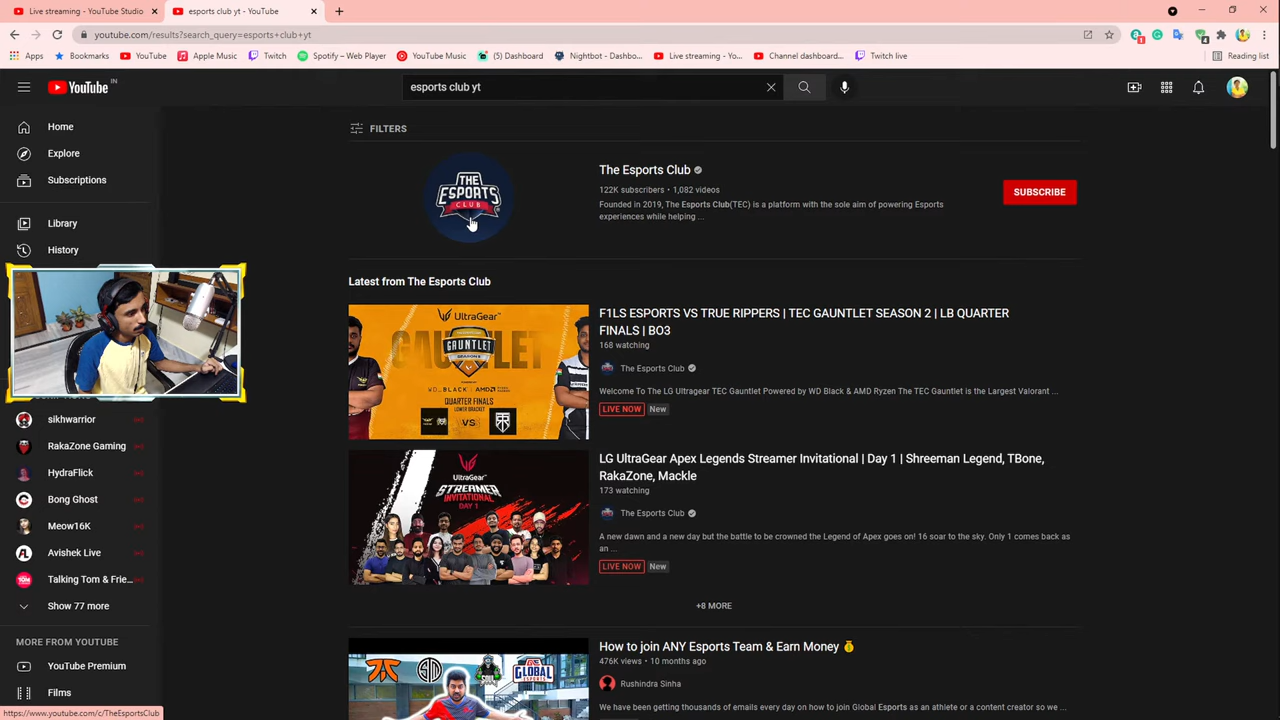 Live streaming - YouTube Studio
esports club yt - YouTube
youtube.com/results?search_query=esports+club+yt
Apps
Bookmarks
YouTube
Apple Music
Twitch
Spotify – Web Player
YouTube Music
(3) Dashboard
Nightbot - Dashbo...
Live streaming - Yo...
Channel dashboard...
Twitch live
Reading list
YouTube IN
esports club yt
Home
Explore
Subscriptions
Library
History
sikhwarrior
RakaZone Gaming
HydraFlick
Bong Ghost
Meow16K
Avishek Live
Talking Tom & Frie...
Show 77 more
MORE FROM YOUTUBE
YouTube Premium
Films
https://www.youtube.com/c/TheEsportsClub
FILTERS
THE
ESPORTS
CLUB
The Esports Club
122K subscribers • 1,082 videos
Founded in 2019, The Esports Club(TEC) is a platform with the sole aim of powering Esports
experiences while helping ...
SUBSCRIBE
Latest from The Esports Club
UltraGear
GAUNTLET
WD_BLACK
AMD
QUARTER FINALS
LOWER BRACKET
VS
F1LS ESPORTS VS TRUE RIPPERS | TEC GAUNTLET SEASON 2 | LB QUARTER
FINALS | BO3
168 watching
The Esports Club
Welcome To The LG Ultragear TEC Gauntlet Powered by WD Black & AMD Ryzen The TEC Gauntlet is the Largest Valorant ...
LIVE NOW New
UltraGear
STREAMER
INVITATIONAL
DAY 1
LG UltraGear Apex Legends Streamer Invitational | Day 1 | Shreeman Legend, TBone,
RakaZone, Mackle
173 watching
The Esports Club
A new dawn and a new day but the battle to be crowned the Legend of Apex goes on! 16 soar to the sky. Only 1 comes back as
an ...
LIVE NOW New
+8 MORE
GLOBAL
How to join ANY Esports Team & Earn Money 💰
476K views • 10 months ago
Rushindra Sinha
We have been getting thousands of emails every day on how to join Global Esports as an athlete or a content creator so we ...